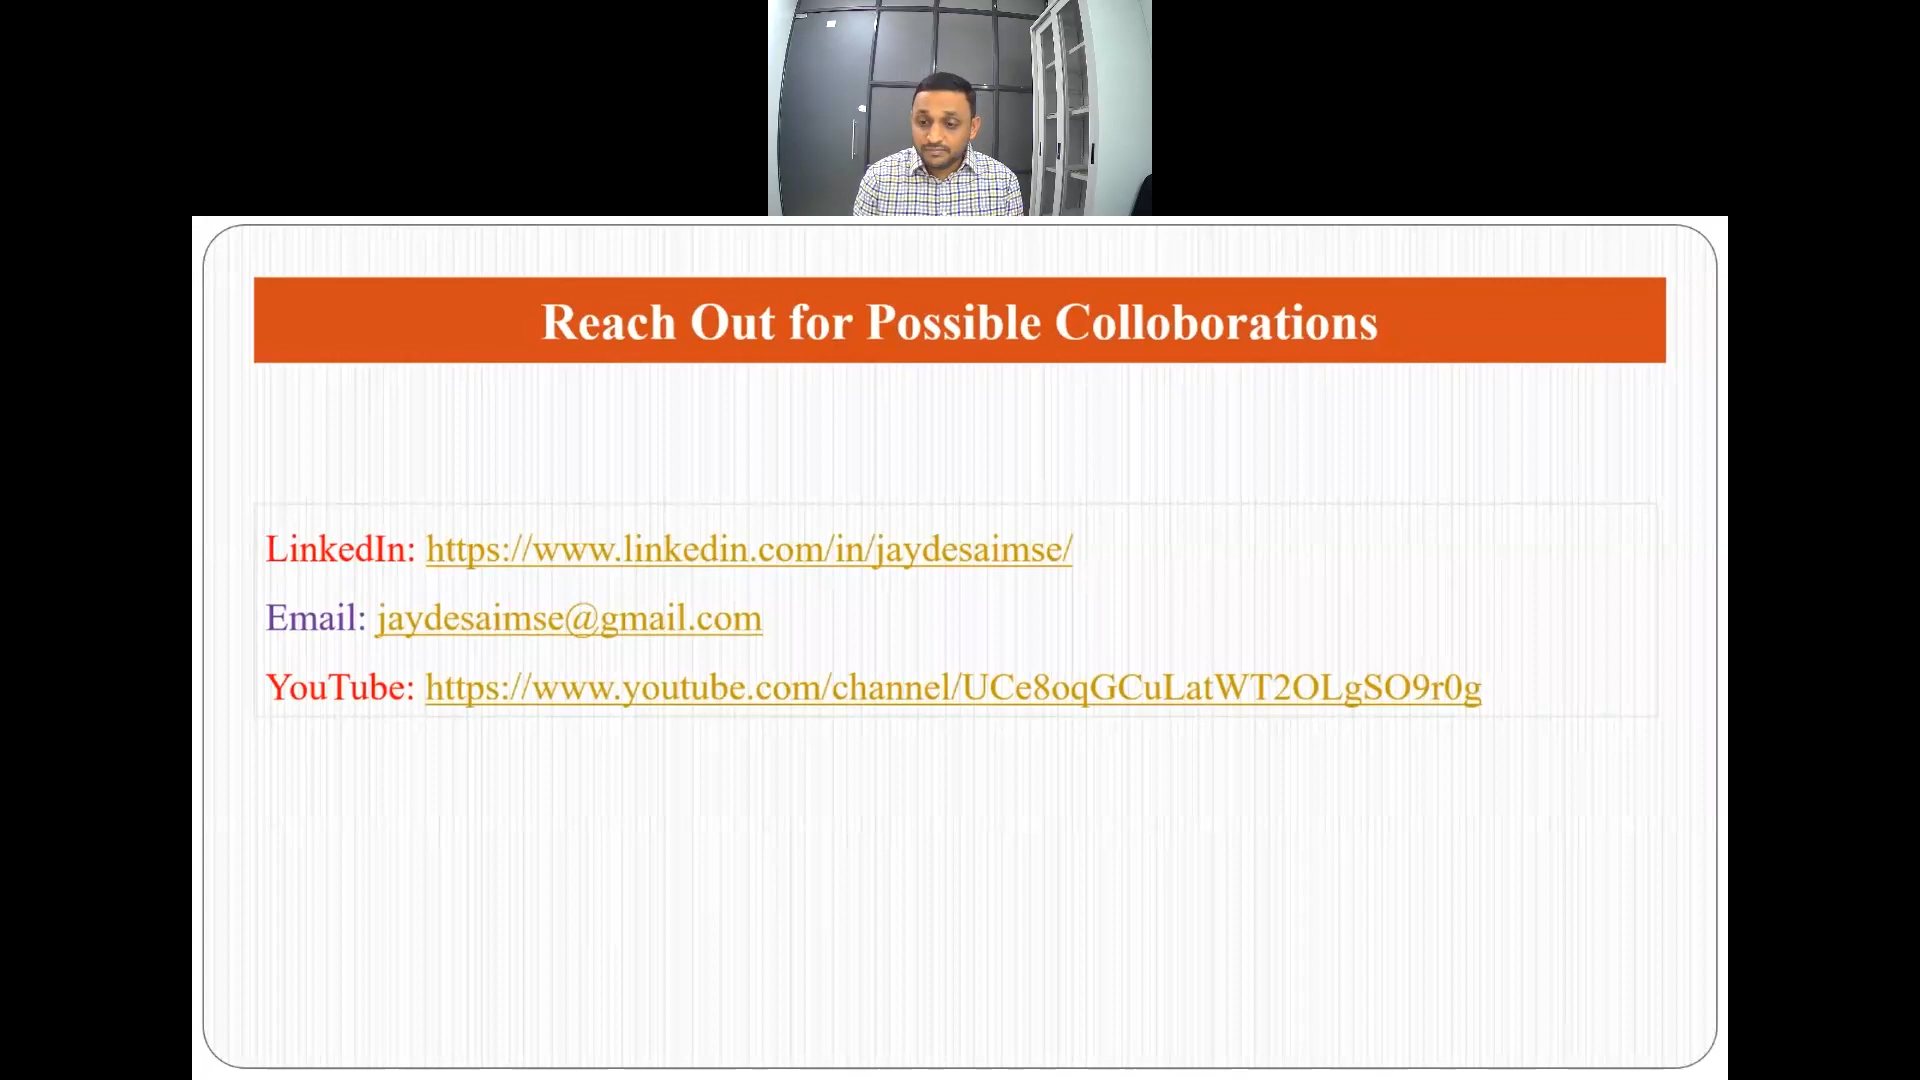 Reach Out for Possible Colloborations
LinkedIn: https://www.linkedin.com/in/jaydesaimse/
Email: jaydesaimse@gmail.com
YouTube: https://www.youtube.com/channel/UCe8oqGCuLatWT2OLgSO9r0g